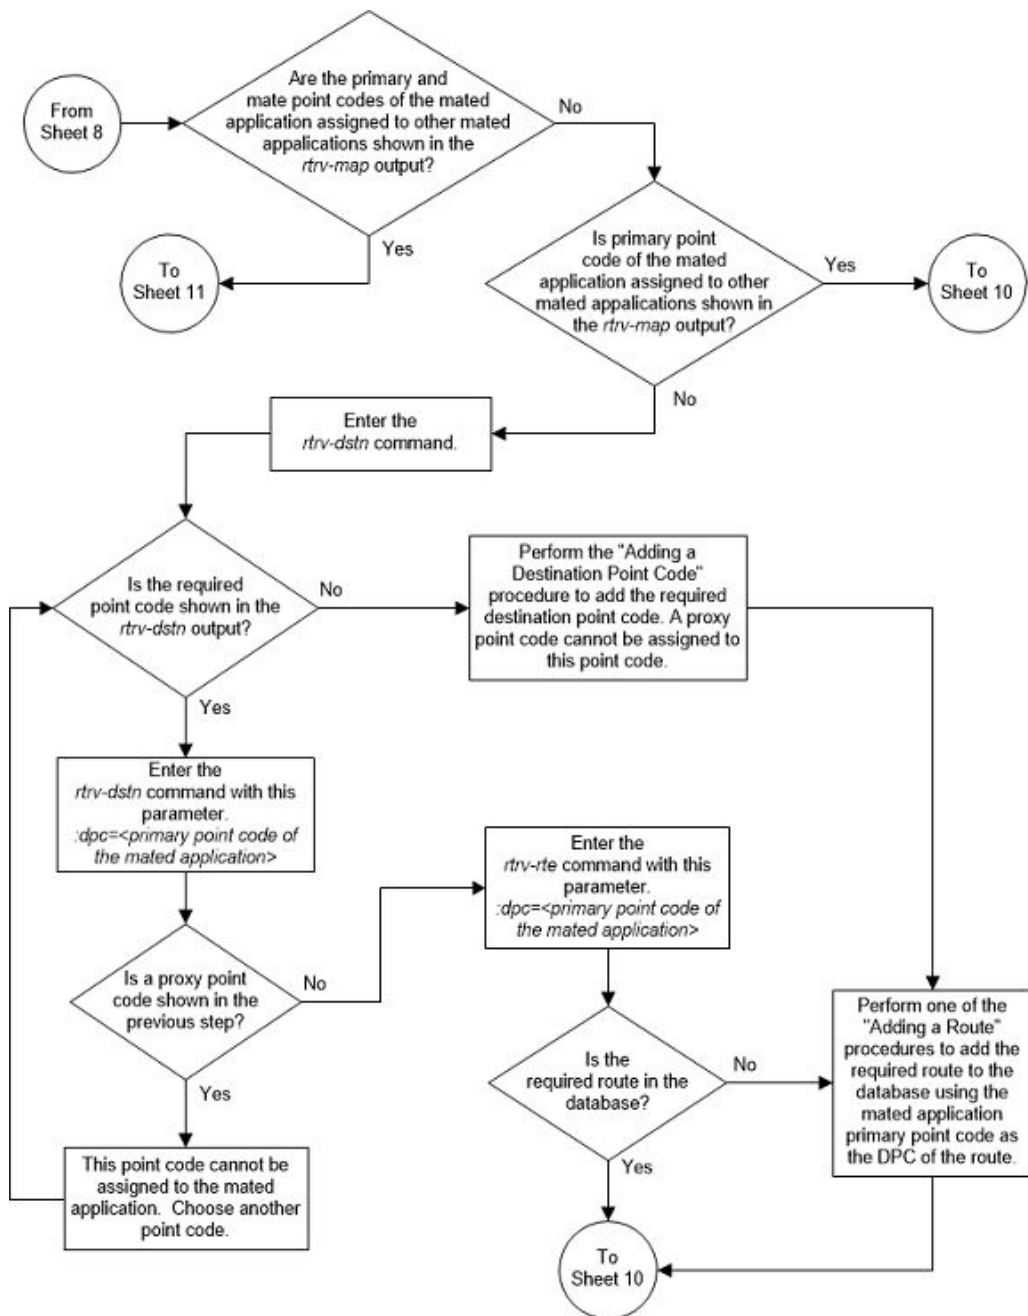 From
Sheet 8
Are the primary and
mate point codes of the mated
application assigned to other mated
appalications shown in the
rtrv-map output?
No
Yes
To
Sheet 11
Is primary point
code of the mated
application assigned to other
mated appalications shown in
the rtrv-map output?
Yes
To
Sheet 10
No
Enter the
rtrv-dstn command.
Is the required
point code shown in the
rtrv-dstn output?
No
Perform the "Adding a
Destination Point Code"
procedure to add the required
destination point code. A proxy
point code cannot be assigned to
this point code.
Yes
Enter the
rtrv-dstn command with this
parameter.
:dpc=<primary point code of
the mated application>
Enter the
rtrv-rte command with this
parameter.
:dpc=<primary point code of
the mated application>
Is a proxy point
code shown in the
previous step?
No
Yes
This point code cannot be
assigned to the mated
application. Choose another
point code.
Is the
required route in the
database?
No
Yes
Perform one of the
"Adding a Route"
procedures to add the
required route to the
database using the
mated application
primary point code as
the DPC of the route.
To
Sheet 10